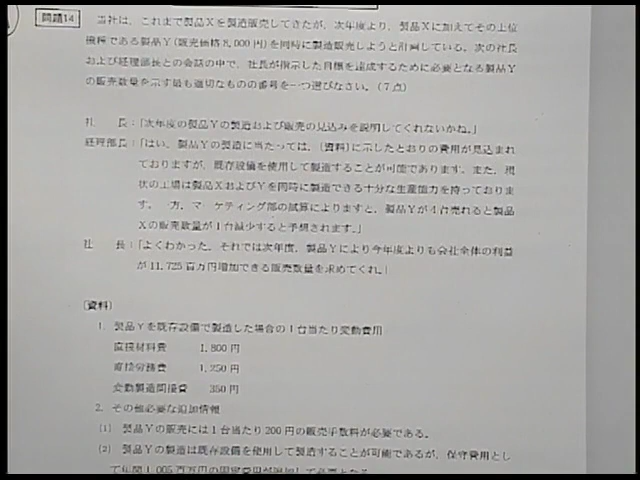 問題14 当社は、これまで製品Xを製造販売してきたが、次年度より、製品Xに加えてその上位
機種である製品Y(販売価格8,000円)を同時に製造販売しようと計画している。次の社長
および経理部長との会話の中で、社長が指示した目標を達成するために必要となる製品Y
の販売数量を示す最も適切なものの番号を一つ選びなさい。(7点)
社　長:「次年度の製品Yの製造および販売の見込みを説明してくれないかね。」
経理部長:「はい、製品Yの製造に当たっては、〔資料〕に示したとおりの費用が見込まれ
ておりますが、既存設備を使用して製造することが可能であります。また、現
状の工場は製品XおよびYを同時に製造できる十分な生産能力を持っておりま
す。一方、マーケティング部の試算によりますと、製品Yが4台売れると製品
Xの販売数量が1台減少すると予想されます。」
社　長:「よくわかった。それでは次年度、製品Yにより今年度よりも会社全体の利益
が11.725百万円増加できる販売数量を求めてくれ。」
〔資料〕
1. 製品Yを既存設備で製造した場合の1台当たり変動費用
直接材料費　1,800円
直接労務費　1,250円
変動製造間接費　350円
2. その他必要な追加情報
(1) 製品Yの販売には1台当たり200円の販売手数料が必要である。
(2) 製品Yの製造は既存設備を使用して製造することが可能であるが、保守費用とし
て年間1.005百万円の固定費用が追加して必要となる